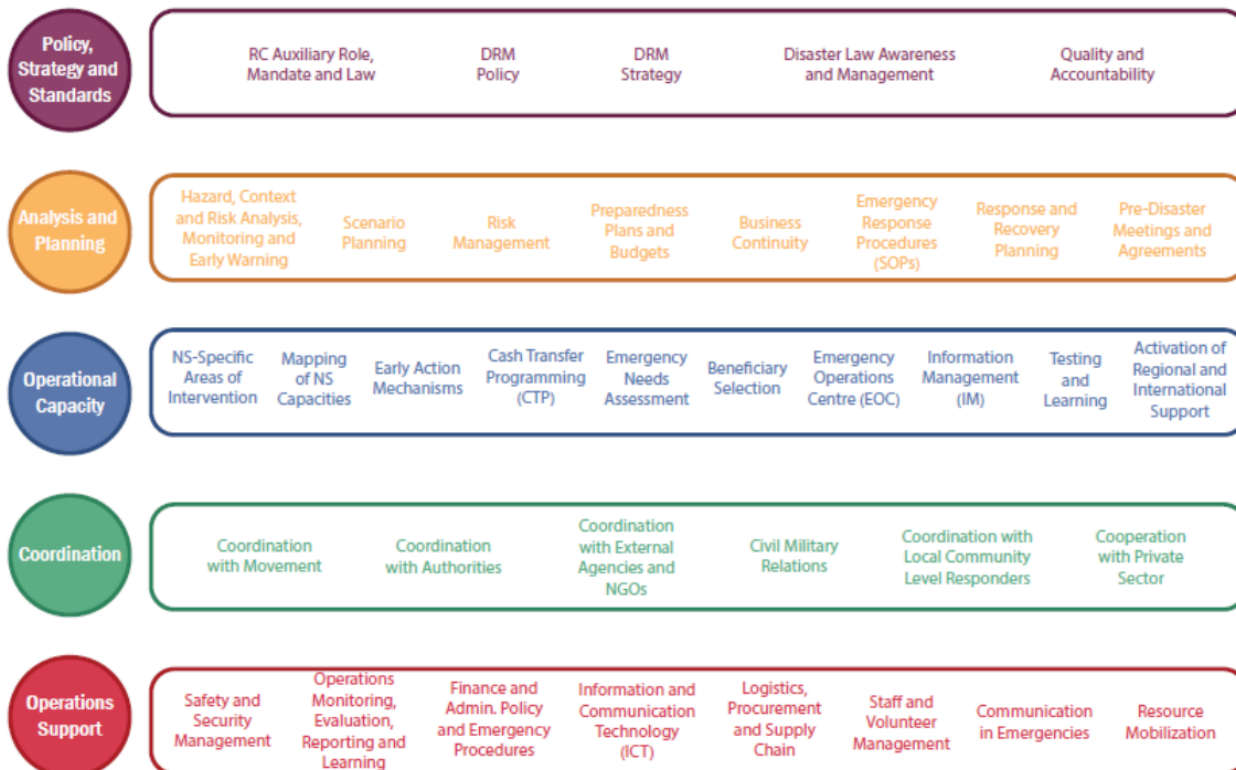 Policy,
Strategy and
Standards
RC Auxiliary Role,
Mandate and Law
DRM
Policy
DRM
Strategy
Disaster Law Awareness
and Management
Quality and
Accountability
Analysis and
Planning
Hazard, Context
and Risk Analysis,
Monitoring and
Early Warning
Scenario
Planning
Risk
Management
Preparedness
Plans and
Budgets
Business
Continuity
Emergency
Response
Procedures
(SOPs)
Response and
Recovery
Planning
Pre-Disaster
Meetings and
Agreements
Operational
Capacity
NS-Specific
Areas of
Intervention
Mapping
of NS
Capacities
Early Action
Mechanisms
Cash Transfer
Programming
(CTP)
Emergency
Needs
Assessment
Beneficiary
Selection
Emergency
Operations
Centre (EOC)
Information
Management
(IM)
Testing
and
Learning
Activation of
Regional and
International
Support
Coordination
Coordination
with Movement
Coordination
with Authorities
Coordination
with External
Agencies and
NGOs
Civil Military
Relations
Coordination with
Local Community
Level Responders
Cooperation
with Private
Sector
Operations
Support
Safety and
Security
Management
Operations
Monitoring,
Evaluation,
Reporting and
Learning
Finance and
Admin. Policy
and Emergency
Procedures
Information and
Communication
Technology
(ICT)
Logistics,
Procurement
and Supply
Chain
Staff and
Volunteer
Management
Communication
in Emergencies
Resource
Mobilization